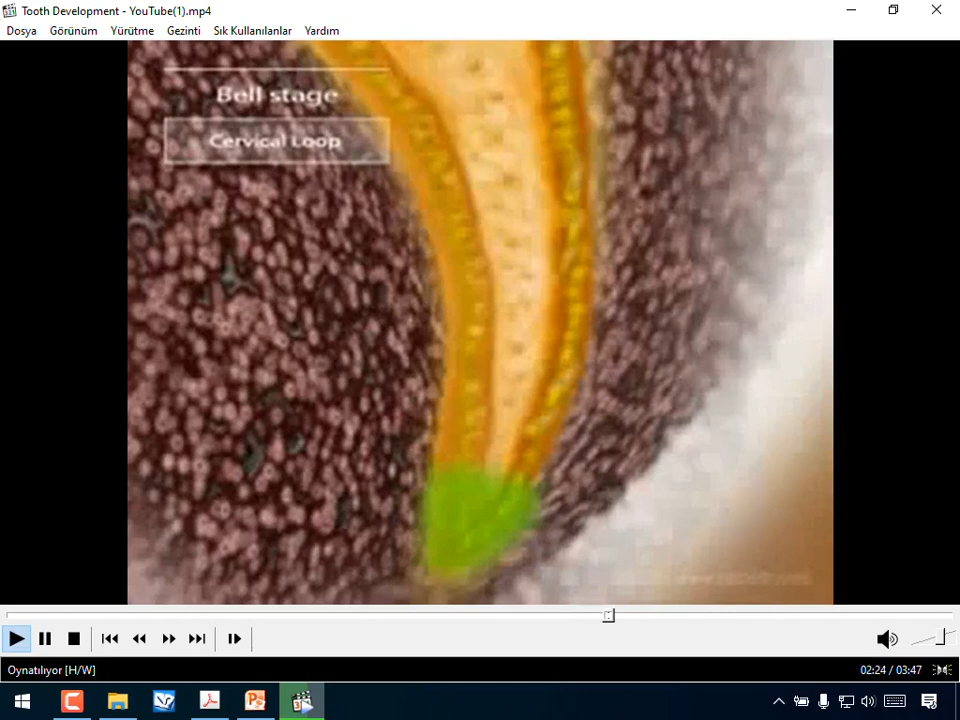 Tooth Development - YouTube(1).mp4
Dosya Görünüm Yürütme Gezinti Sık Kullanılanlar Yardım
Bell stage
Cervical Loop
Oynatılıyor [H/W]
02:24 / 03:47